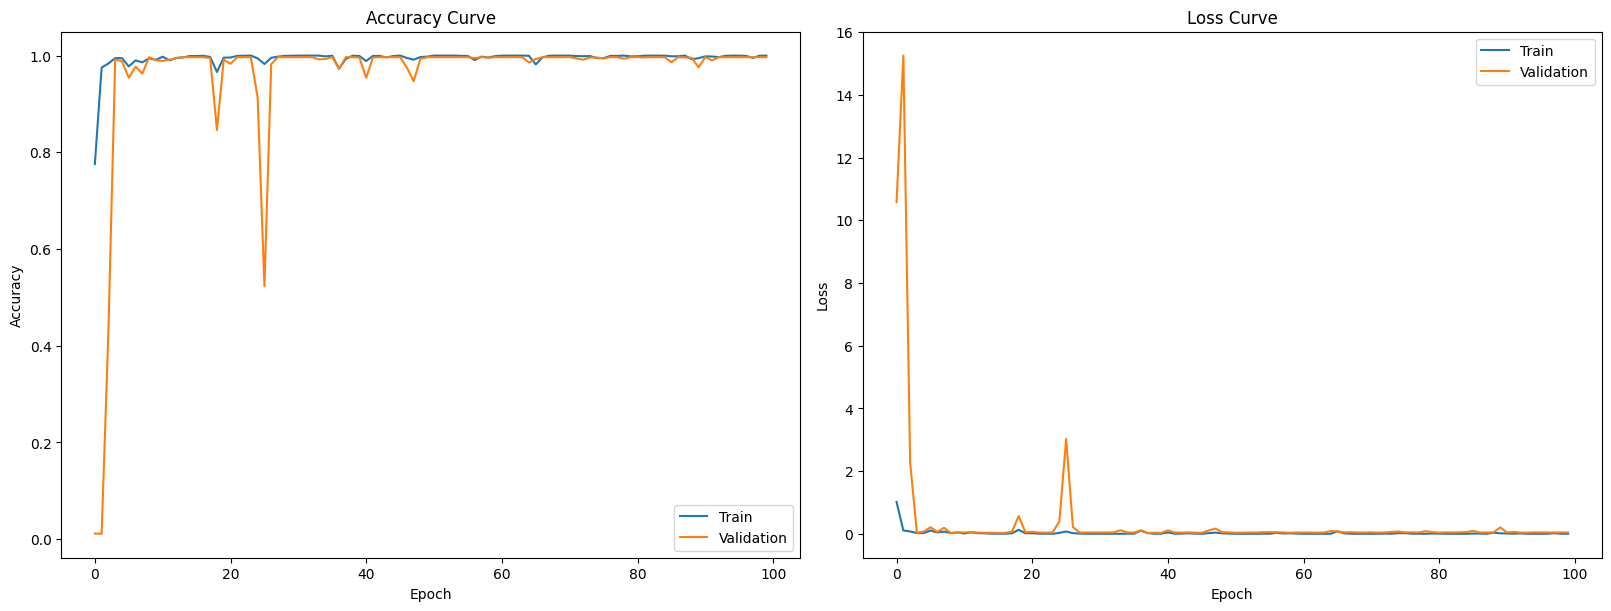 Accuracy Curve
1.0
0.8
0.6
0.4
0.2
0.0
Accuracy
0 20 40 60 80 100
Epoch
Train
Validation
Loss Curve
16
14
12
10
8
6
4
2
0
Loss
0 20 40 60 80 100
Epoch
Train
Validation